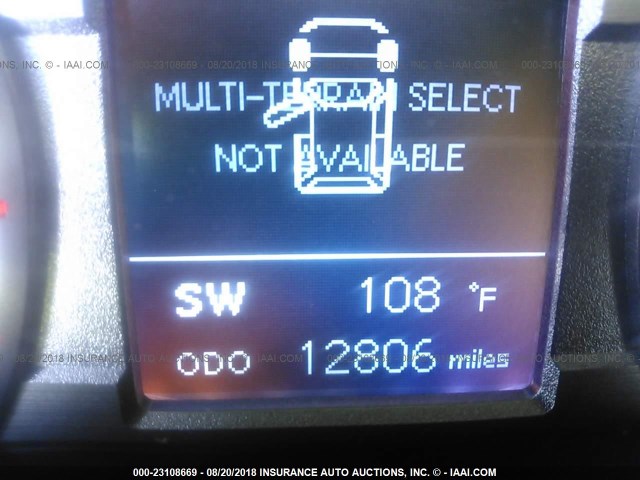 MULTI-TERRAIN SELECT
NOT AVAILABLE
SW 108 °F
ODO 12806 miles
000-23108669 - 08/20/2018 INSURANCE AUTO AUCTIONS, INC. © - IAAI.COM